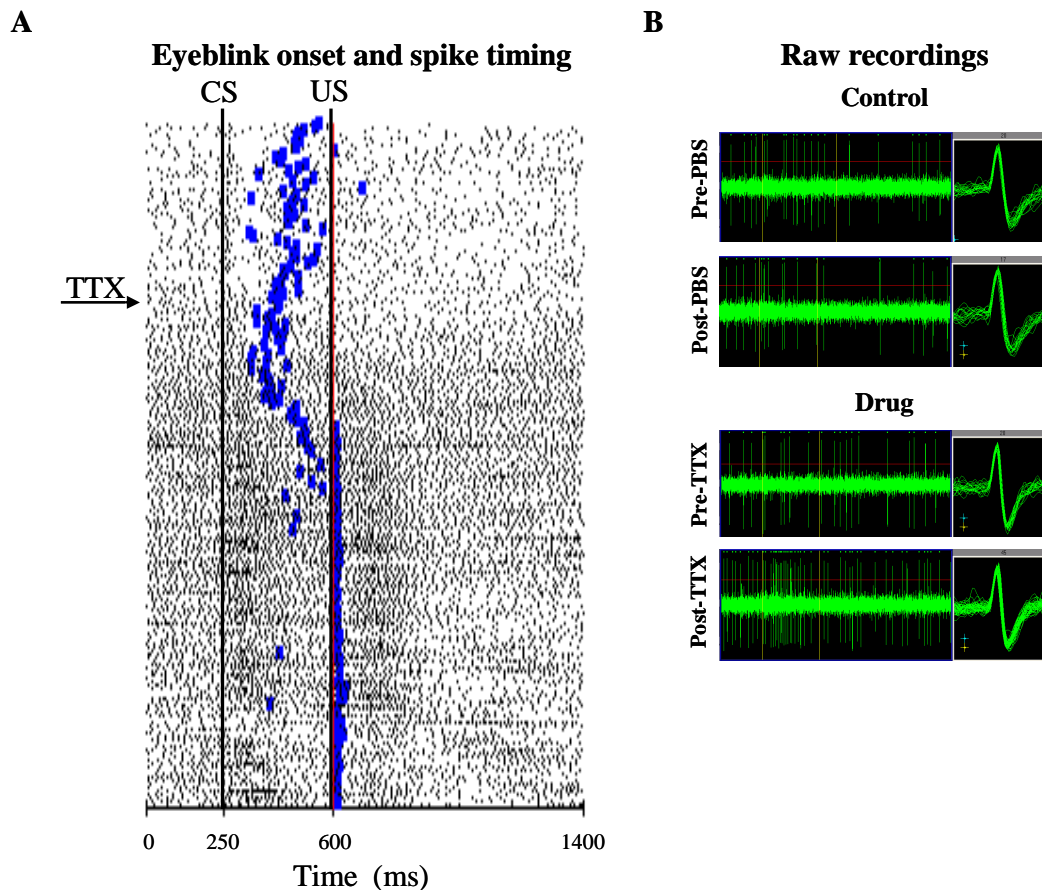 A
Eyeblink onset and spike timing
CS
US
TTX
0
250
600
1400
Time (ms)
B
Raw recordings
Control
Pre-PBS
Post-PBS
Drug
Pre-TTX
Post-TTX